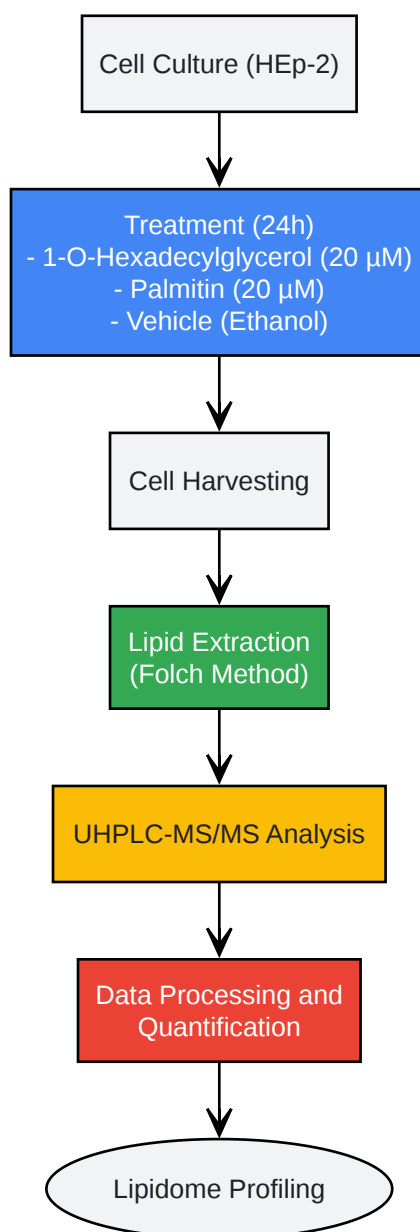 Cell Culture (HEp-2)
Treatment (24h)
- 1-O-Hexadecylglycerol (20 µM)
- Palmitin (20 µM)
- Vehicle (Ethanol)
Cell Harvesting
Lipid Extraction
(Folch Method)
UHPLC-MS/MS Analysis
Data Processing and
Quantification
Lipidome Profiling